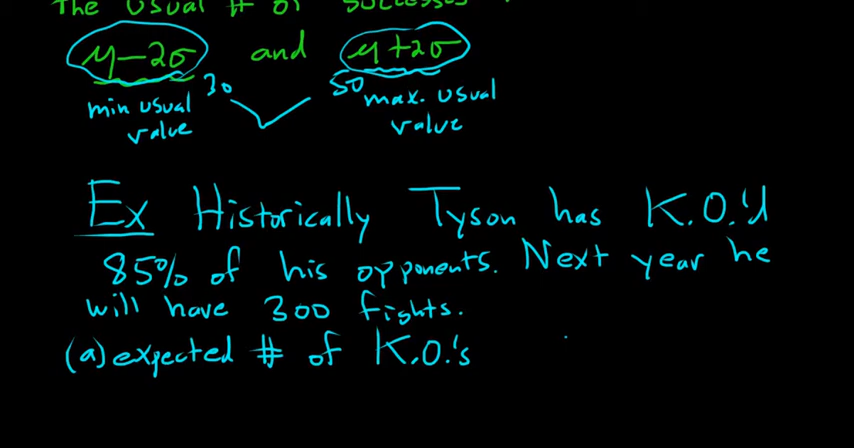 The usual # of successes
μ-2σ and μ+2σ
30 50
min usual value max. usual value
Ex Historically Tyson has K.O.'d
85% of his opponents. Next year he
will have 300 fights.
(a) expected # of K.O.'s